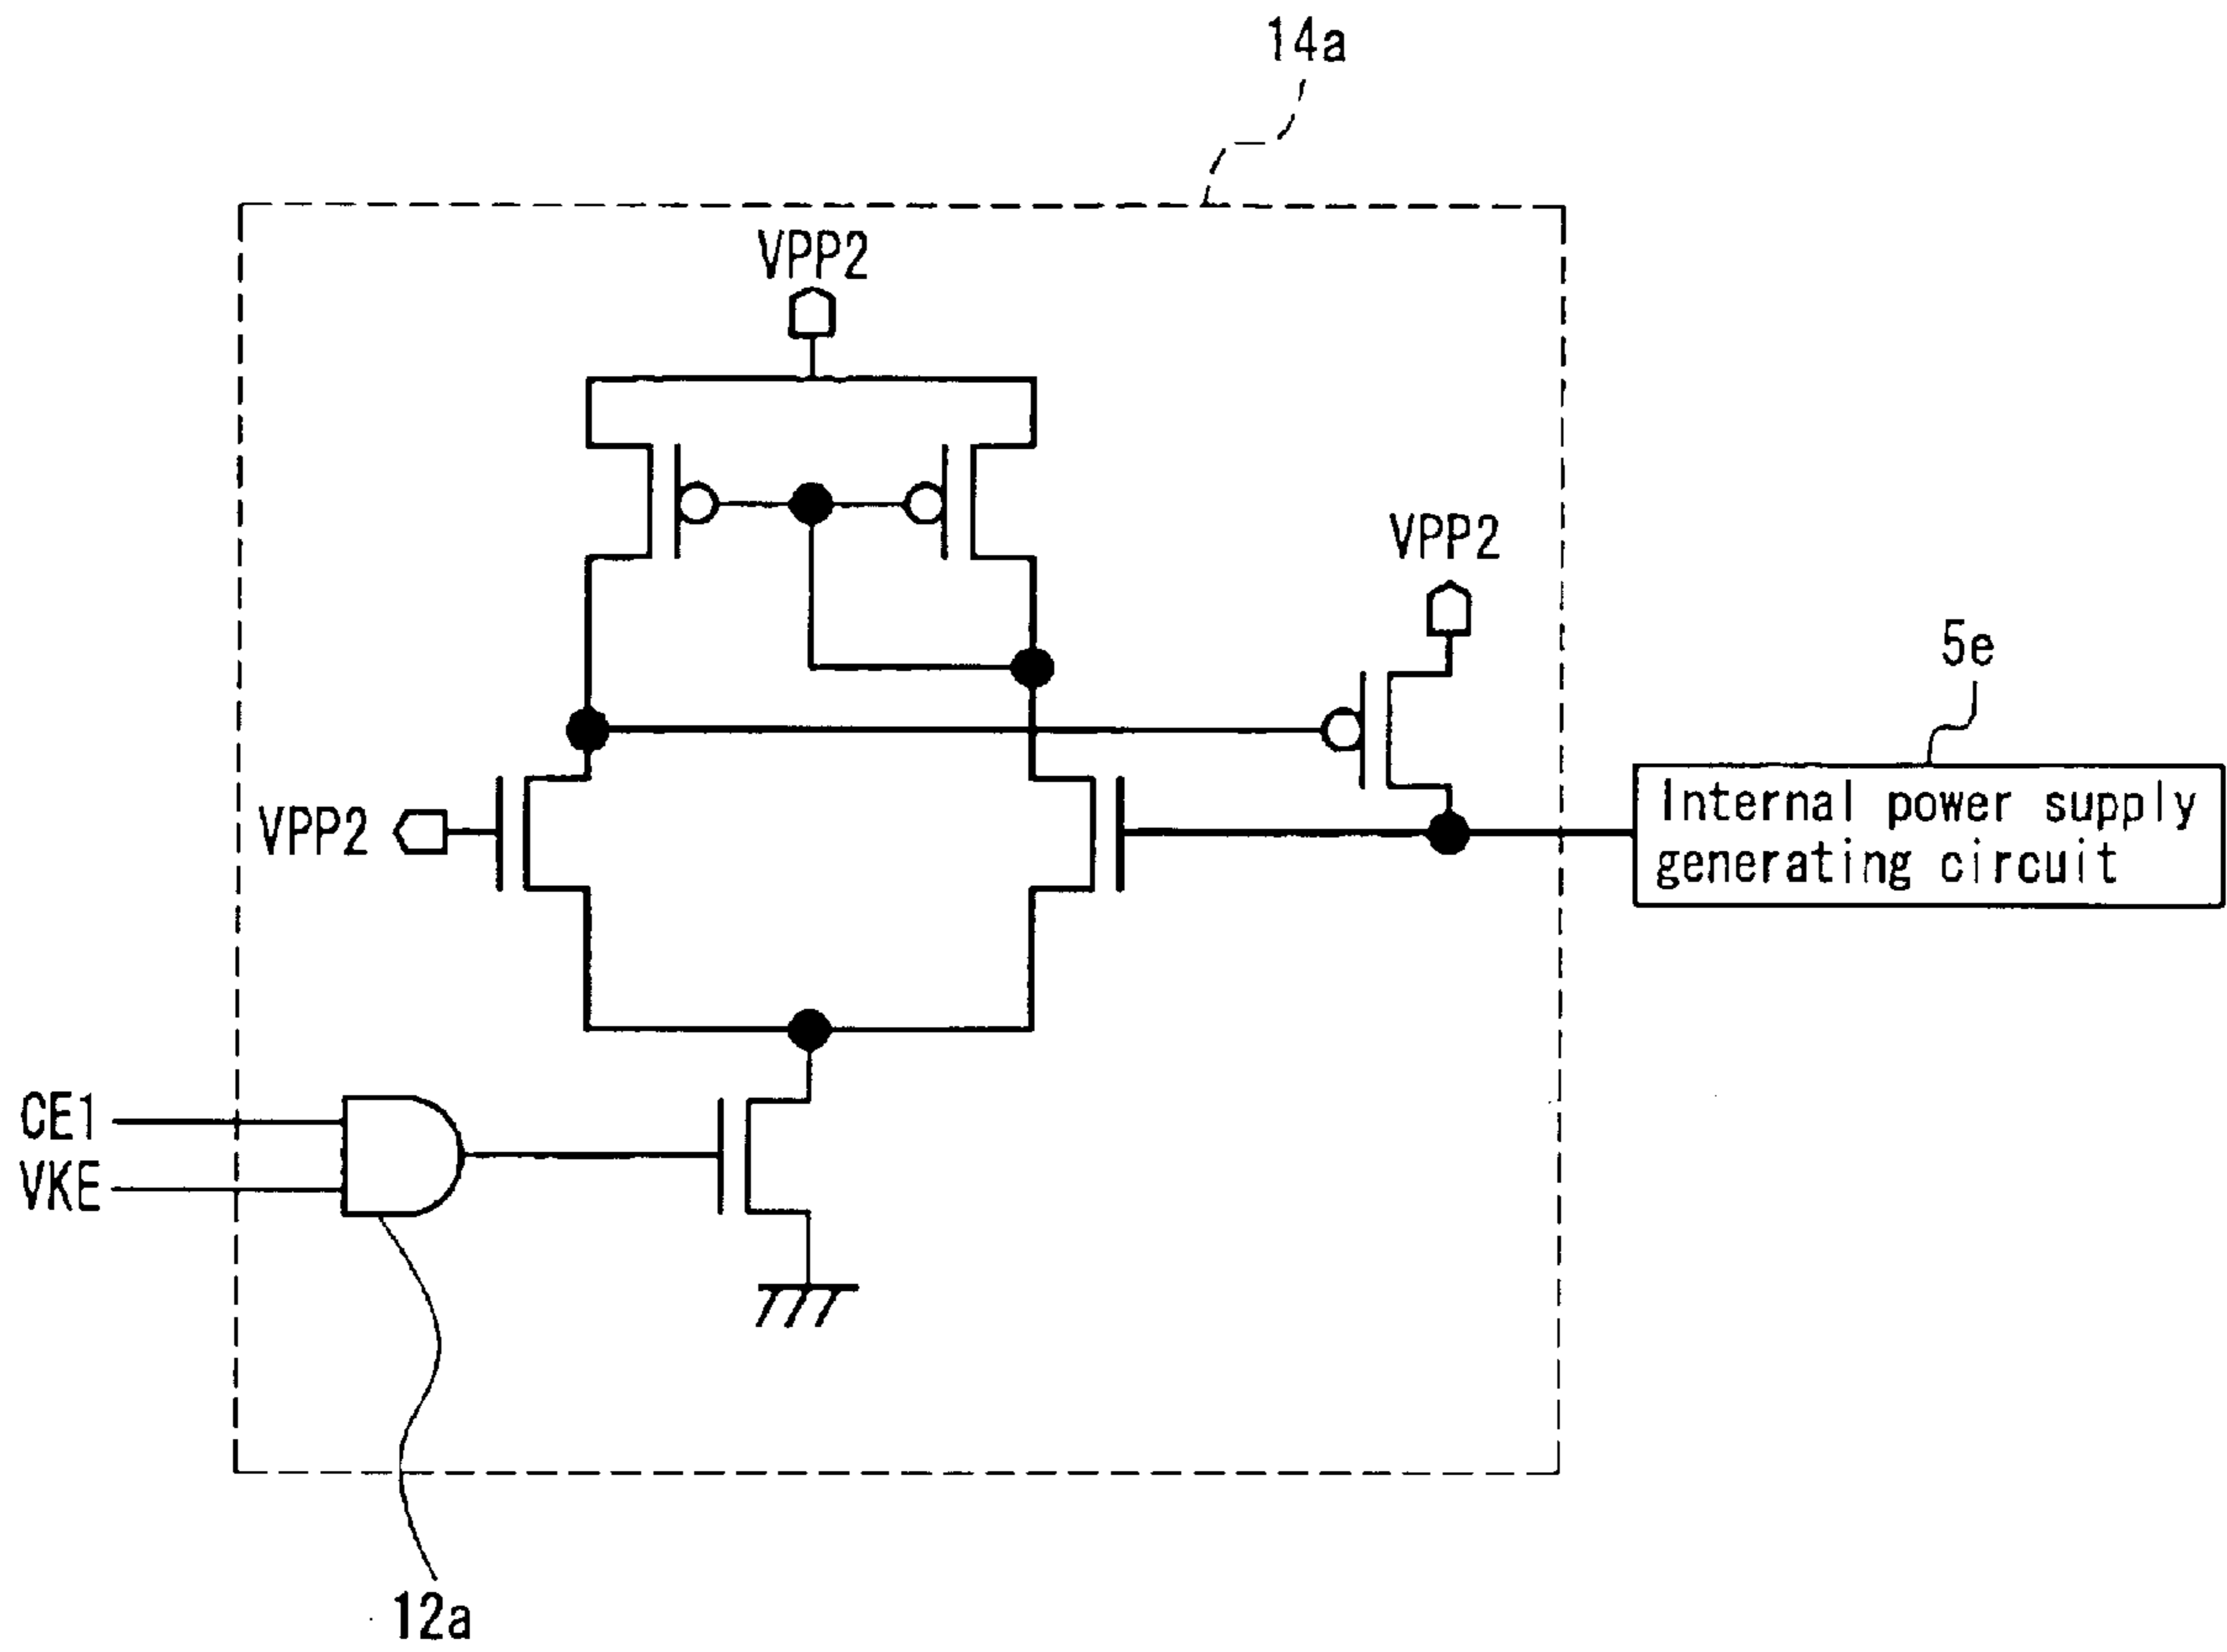 14a
VPP2
VPP2
5e
Internal power supply
generating circuit
VPP2
CE1
VKE
12a